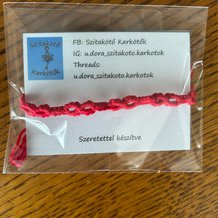 Szitakötő
Karkötők
FB: Szitakötő Karkötők
IG: u.dora_szitakoto.karkotok
Threads:
u.dora_szitakoto.karkotok
Szeretettel készítve